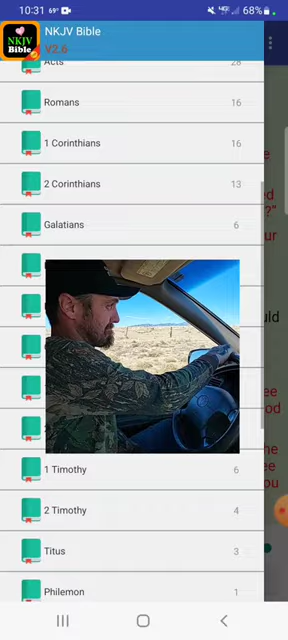 10:31 69° 68%
NKJV
Bible
NKJV Bible
V2.6
Acts 28
Romans 16
1 Corinthians 16
2 Corinthians 13
Galatians 6
1 Timothy 6
2 Timothy 4
Titus 3
Philemon 1